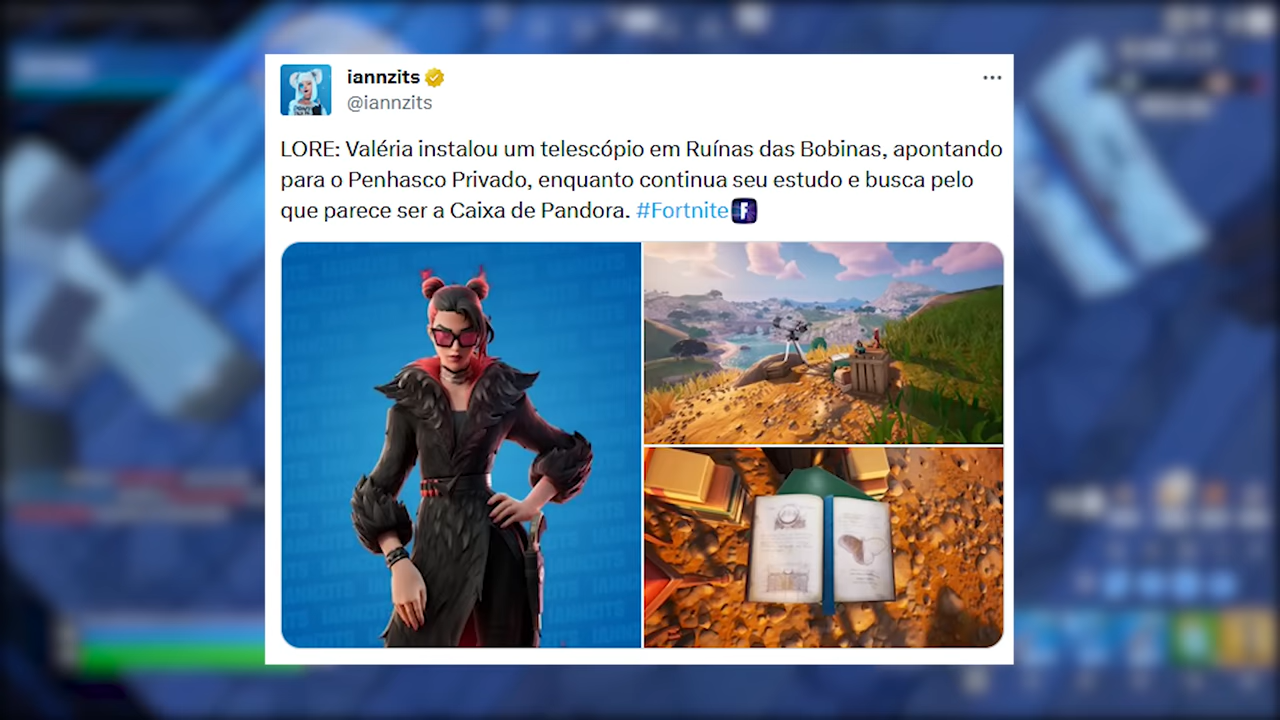 iannzits
@iannzits
LORE: Valéria instalou um telescópio em Ruínas das Bobinas, apontando
para o Penhasco Privado, enquanto continua seu estudo e busca pelo
que parece ser a Caixa de Pandora. #Fortnite